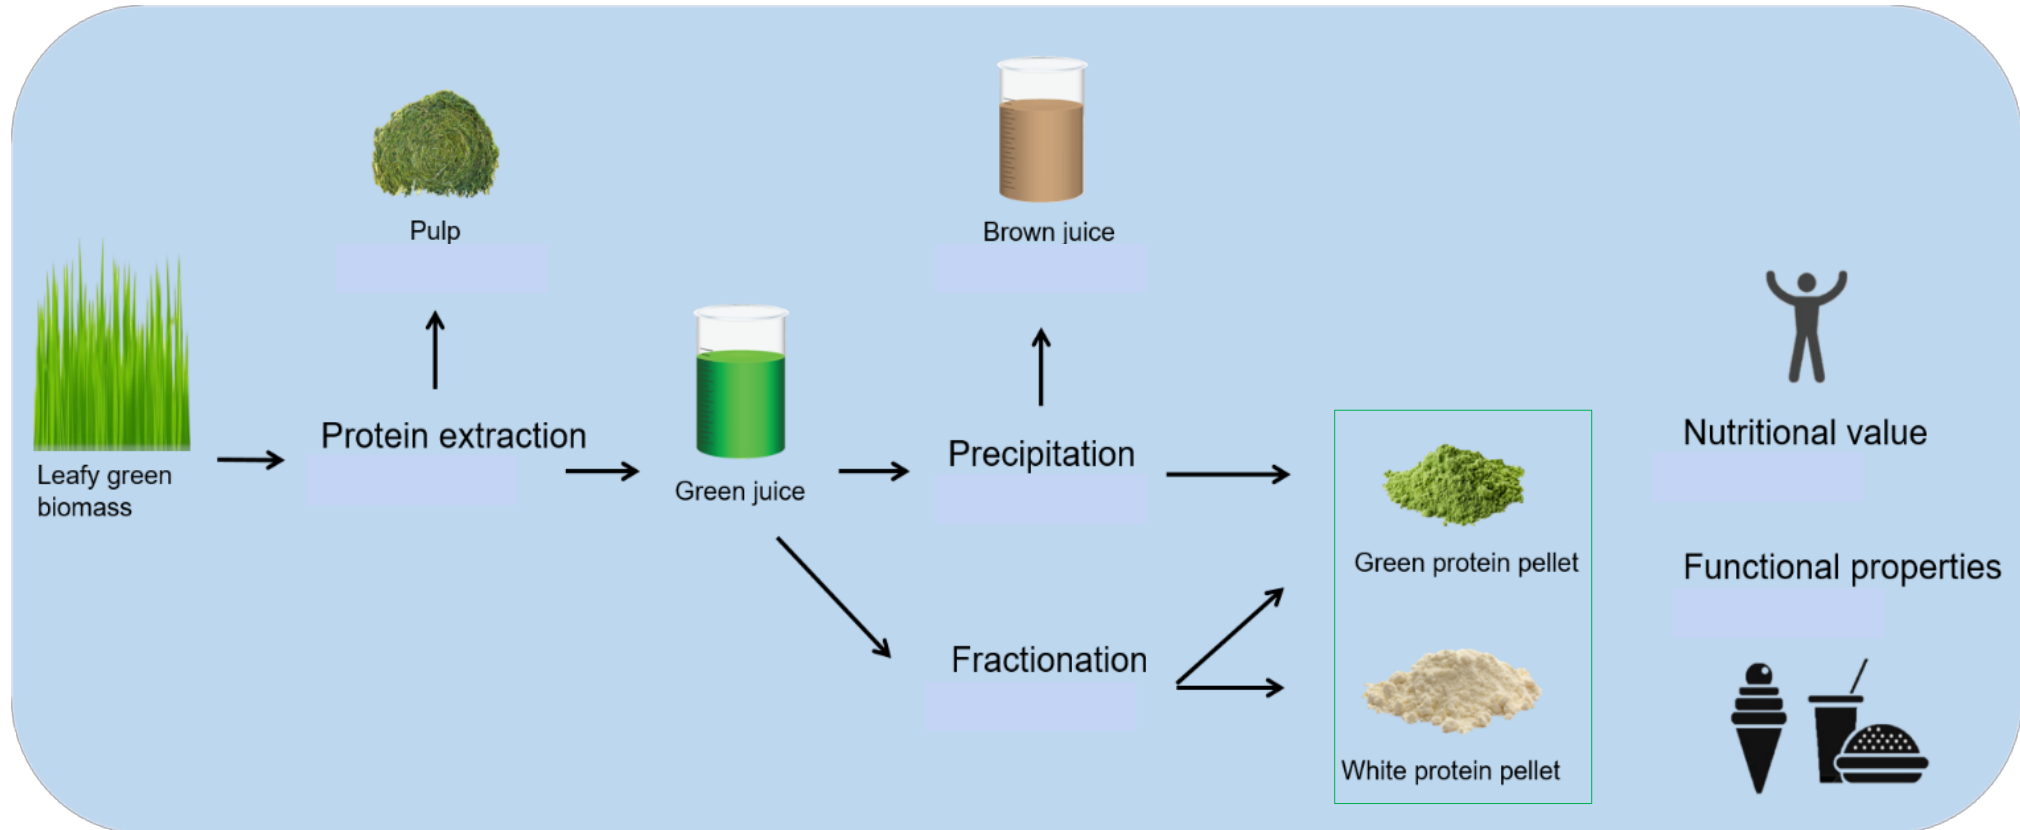 Pulp
Brown juice
Leafy green
biomass
Protein extraction
Green juice
Precipitation
Fractionation
Green protein pellet
White protein pellet
Nutritional value
Functional properties